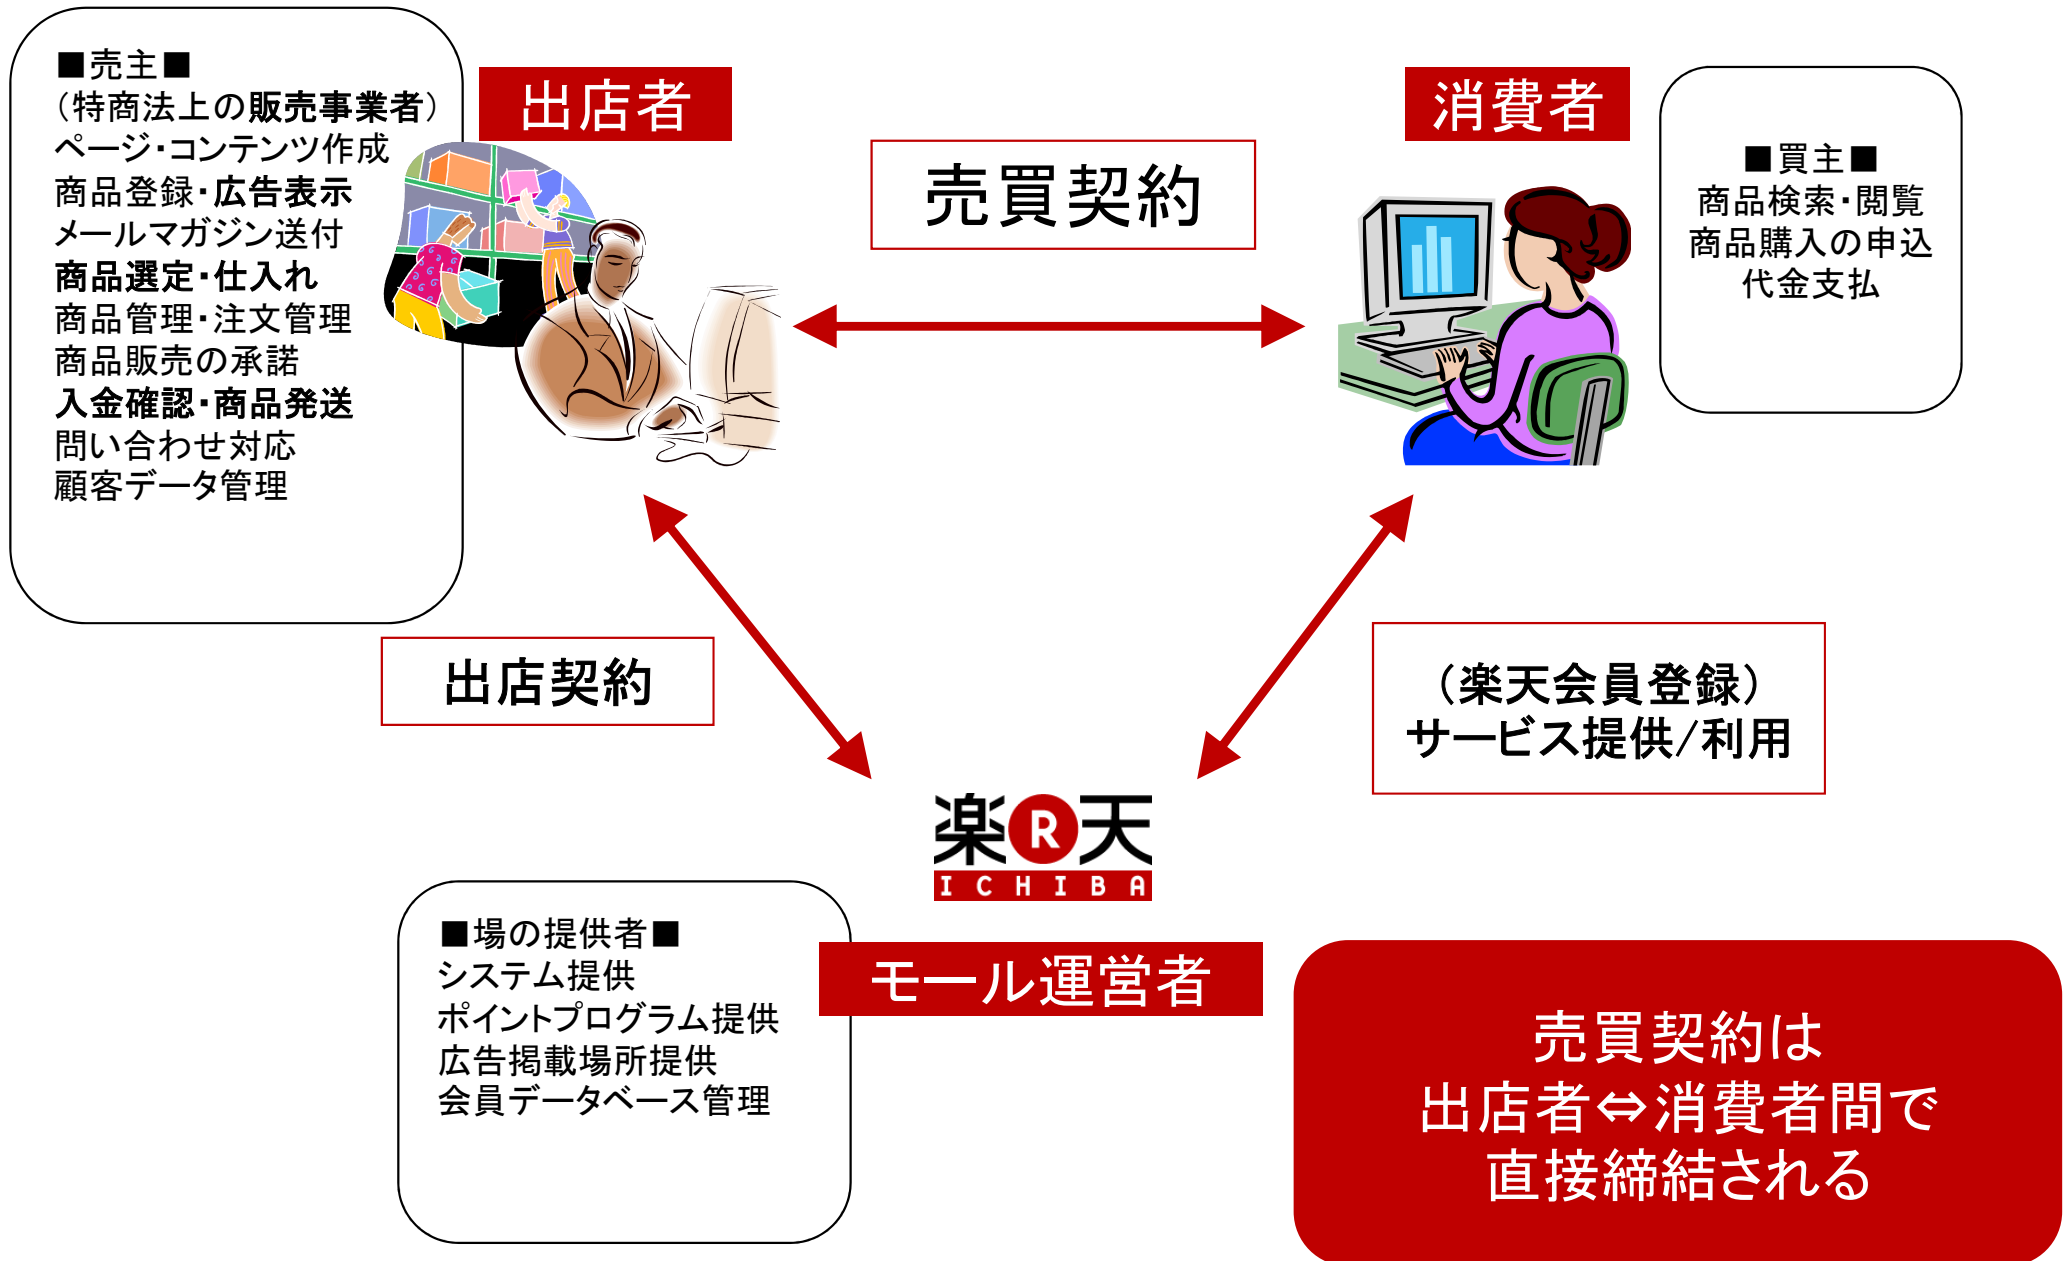 ■売主■
（特商法上の販売事業者）
ページ・コンテンツ作成
商品登録・広告表示
メールマガジン送付
商品選定・仕入れ
商品管理・注文管理
商品販売の承諾
入金確認・商品発送
問い合わせ対応
顧客データ管理
出店者
売買契約
消費者
■買主■
商品検索・閲覧
商品購入の申込
代金支払
出店契約
（楽天会員登録）
サービス提供/利用
楽R天
ICHIBA
モール運営者
■場の提供者■
システム提供
ポイントプログラム提供
広告掲載場所提供
会員データベース管理
売買契約は
出店者⇔消費者間で
直接締結される